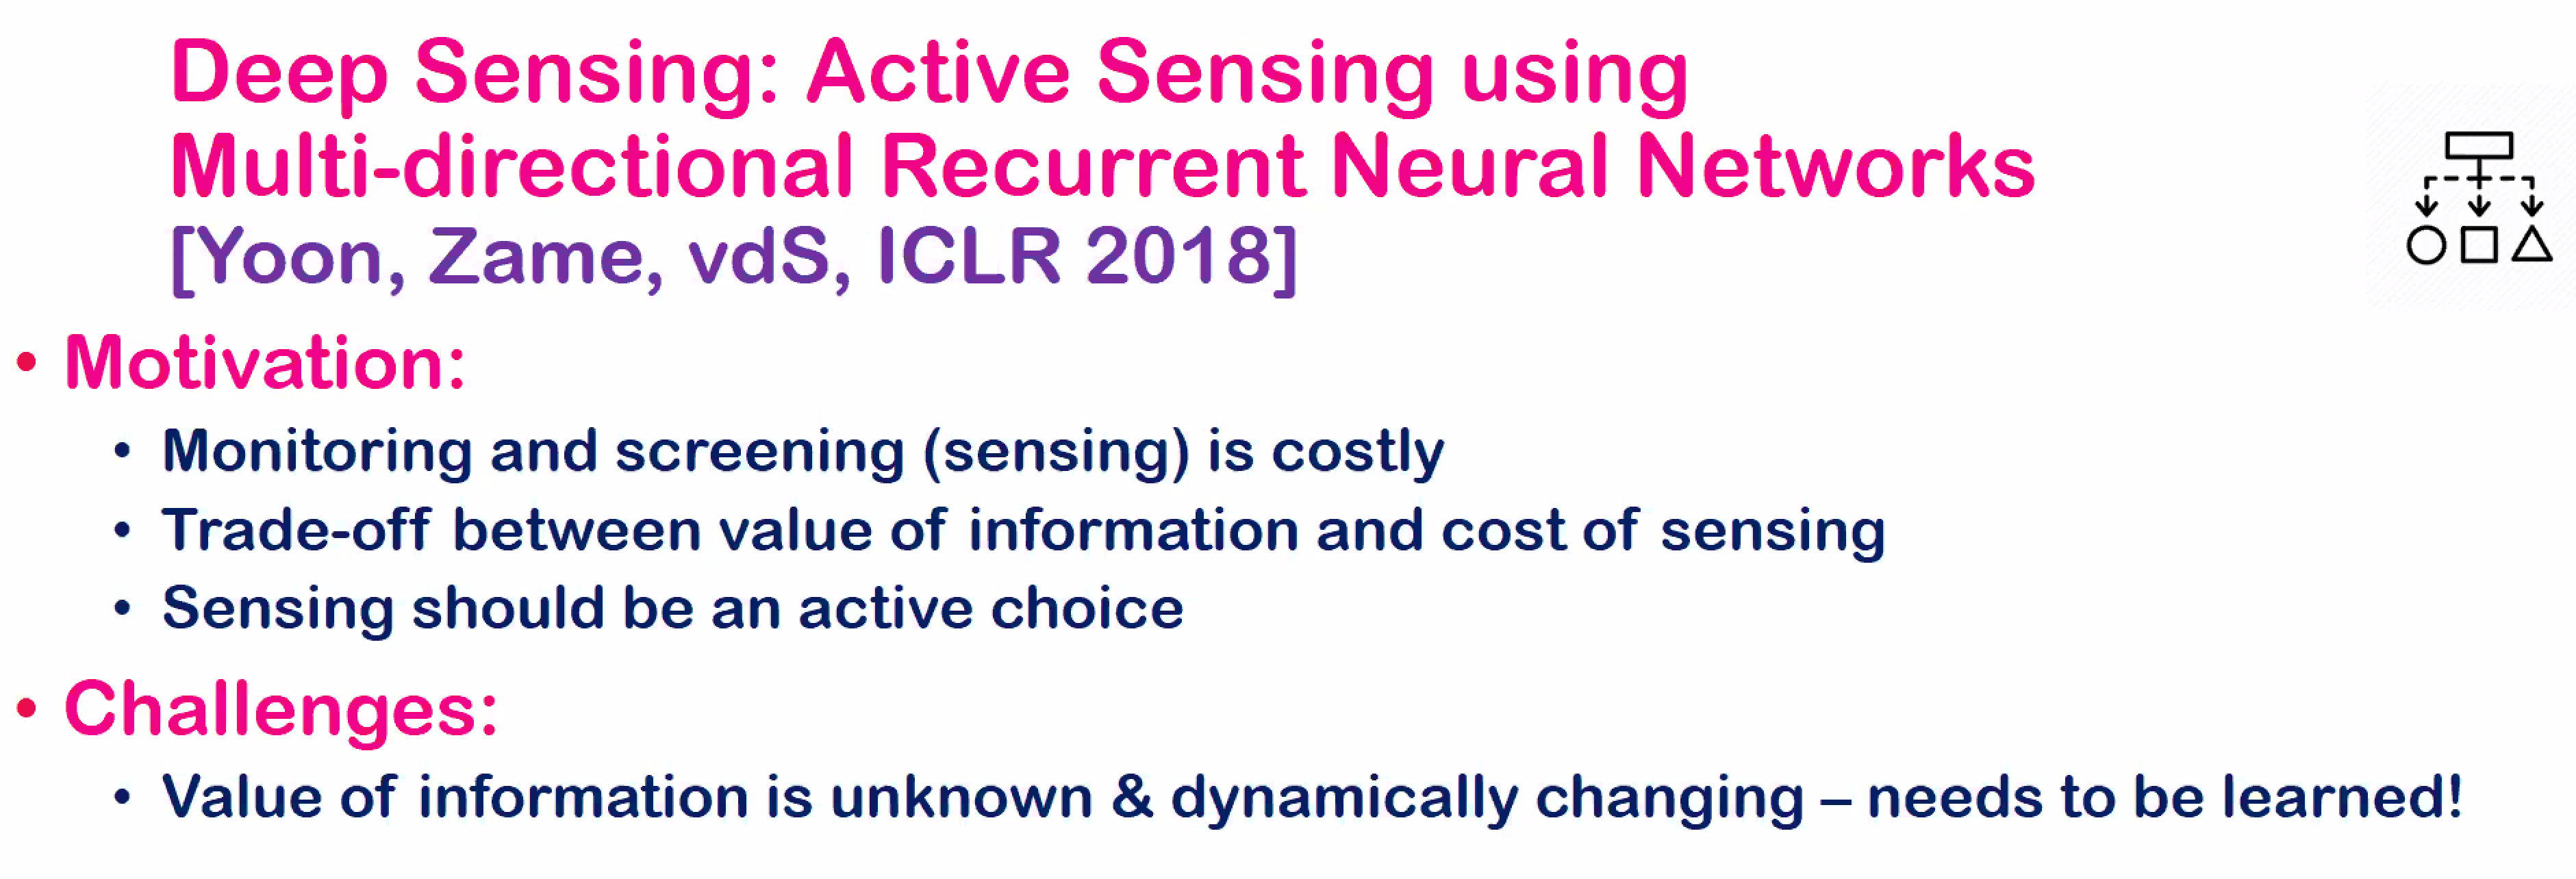 Deep Sensing: Active Sensing using
Multi-directional Recurrent Neural Networks
[Yoon, Zame, vdS, ICLR 2018]
• Motivation:
• Monitoring and screening (sensing) is costly
• Trade-off between value of information and cost of sensing
• Sensing should be an active choice
• Challenges:
• Value of information is unknown & dynamically changing – needs to be learned!